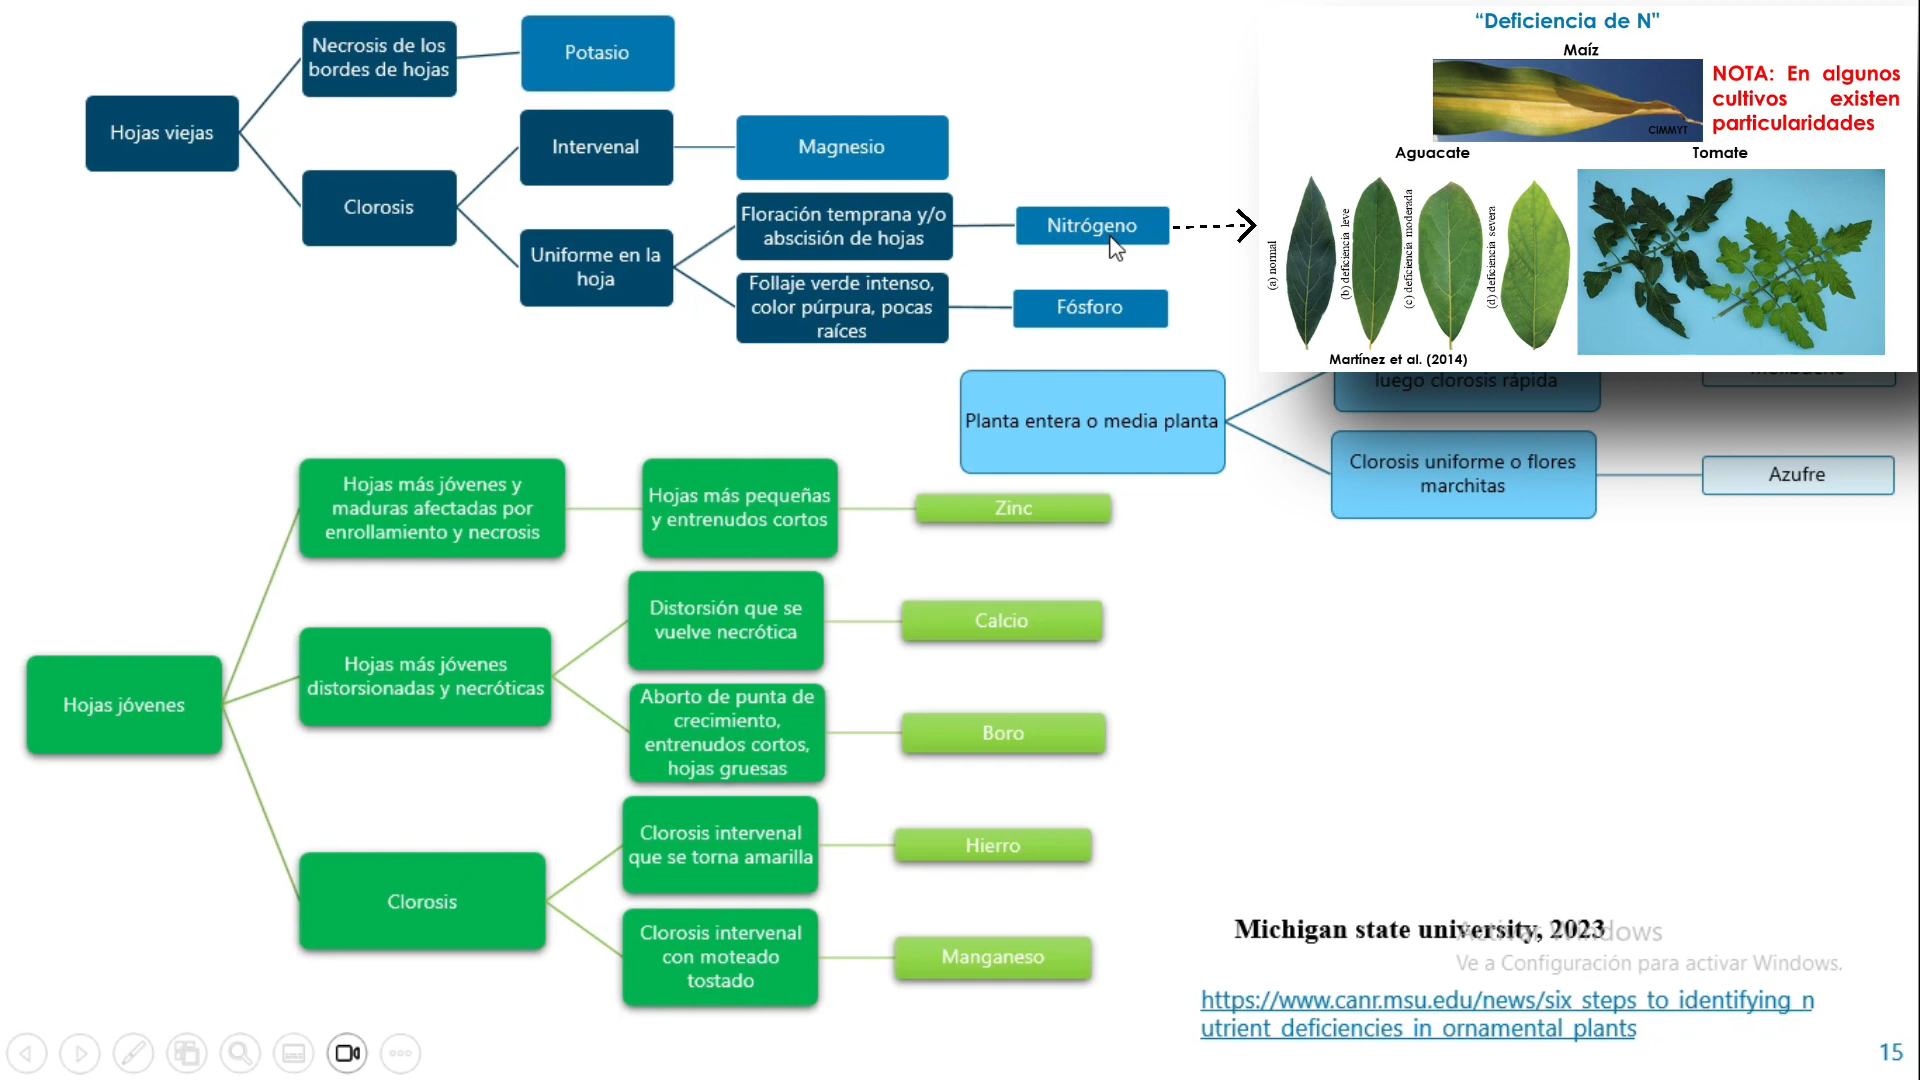 Necrosis de los
bordes de hojas
Potasio
Hojas viejas
Clorosis
Intervenal
Magnesio
Uniforme en la
hoja
Floración temprana y/o
abscisión de hojas
Nitrógeno
Follaje verde intenso,
color púrpura, pocas
raíces
Fósforo
“Deficiencia de N"
Maíz
CIMMYT
NOTA: En algunos
cultivos existen
particularidades
Aguacate
Tomate
(a) normal
(b) deficiencia leve
(c) deficiencia moderada
(d) deficiencia severa
Martínez et al. (2014)
Planta entera o media planta
luego clorosis rápida
Clorosis uniforme o flores
marchitas
Azufre
Hojas jóvenes
Hojas más jóvenes y
maduras afectadas por
enrollamiento y necrosis
Hojas más pequeñas
y entrenudos cortos
Zinc
Hojas más jóvenes
distorsionadas y necróticas
Distorsión que se
vuelve necrótica
Calcio
Aborto de punta de
crecimiento,
entrenudos cortos,
hojas gruesas
Boro
Clorosis
Clorosis intervenal
que se torna amarilla
Hierro
Clorosis intervenal
con moteado
tostado
Manganeso
Michigan state university, 2023
Activar Windows
Ve a Configuración para activar Windows.
https://www.canr.msu.edu/news/six_steps_to_identifying_n
utrient_deficiencies_in_ornamental_plants
15